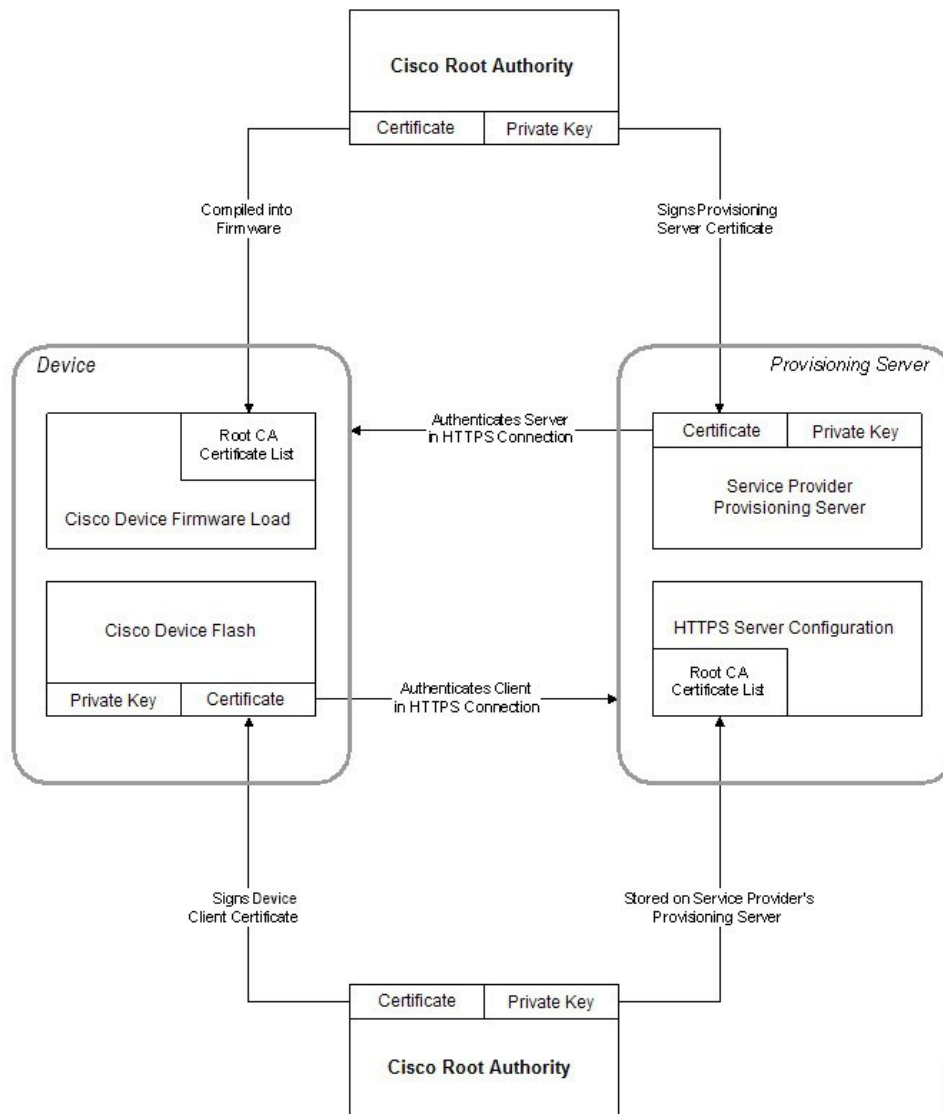 Cisco Root Authority
Certificate
Private Key
Compiled into
Firmware
Signs Provisioning
Server Certificate
Device
Provisioning Server
Root CA
Certificate List
Cisco Device Firmware Load
Authenticates Server
in HTTPS Connection
Certificate
Private Key
Service Provider
Provisioning Server
Cisco Device Flash
Private Key
Certificate
Authenticates Client
in HTTPS Connection
HTTPS Server Configuration
Root CA
Certificate List
Signs Device
Client Certificate
Stored on Service Provider's
Provisioning Server
Certificate
Private Key
Cisco Root Authority